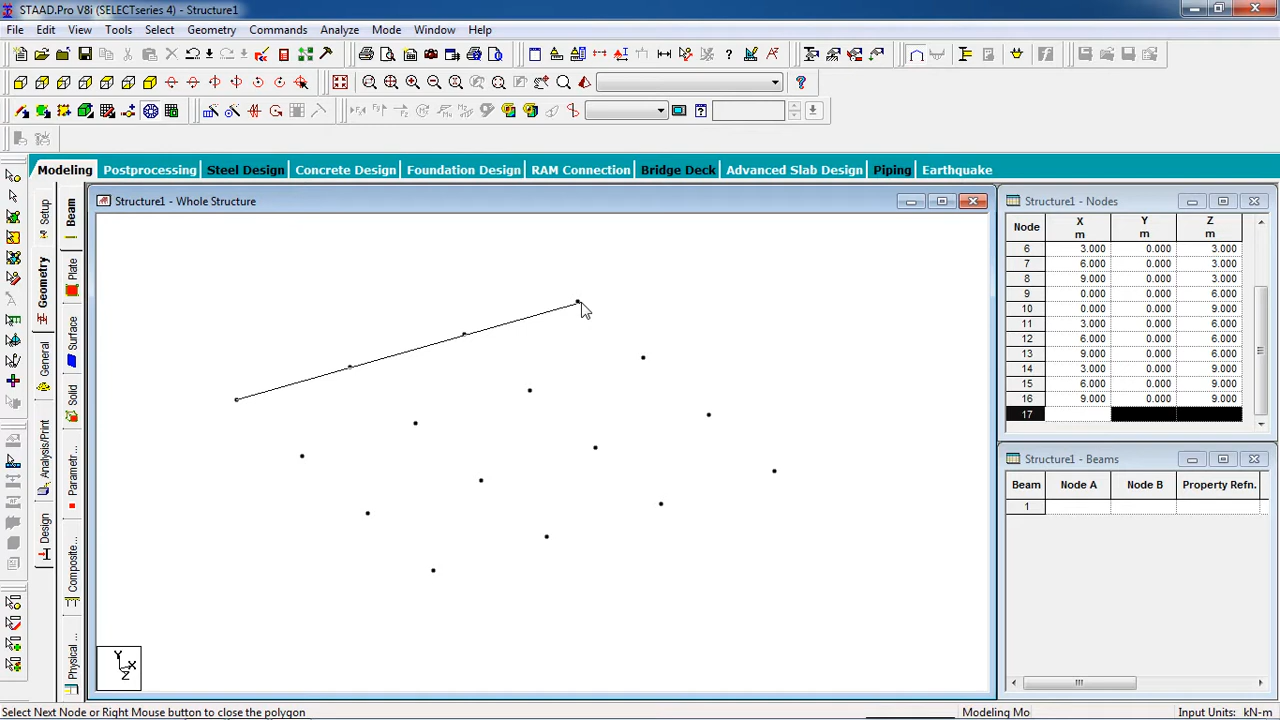 STAAD.Pro V8i (SELECTseries 4) - Structure1
File Edit View Tools Select Geometry Commands Analyze Mode Window Help
Modeling Postprocessing Steel Design Concrete Design Foundation Design RAM Connection Bridge Deck Advanced Slab Design Piping Earthquake
Setup
Geometry
General
Analysis/Print
Design
Beam
Plate
Surface
Solid
Parametr...
Composite...
Physical ...
Structure1 - Whole Structure
Y
X
Z
Structure1 - Nodes
Node X m Y m Z m
6 3.000 0.000 3.000
7 6.000 0.000 3.000
8 9.000 0.000 3.000
9 0.000 0.000 6.000
10 0.000 0.000 9.000
11 3.000 0.000 6.000
12 6.000 0.000 6.000
13 9.000 0.000 6.000
14 3.000 0.000 9.000
15 6.000 0.000 9.000
16 9.000 0.000 9.000
17
Structure1 - Beams
Beam Node A Node B Property Refn.
1
Select Next Node or Right Mouse button to close the polygon
Modeling Mo
Input Units: kN-m